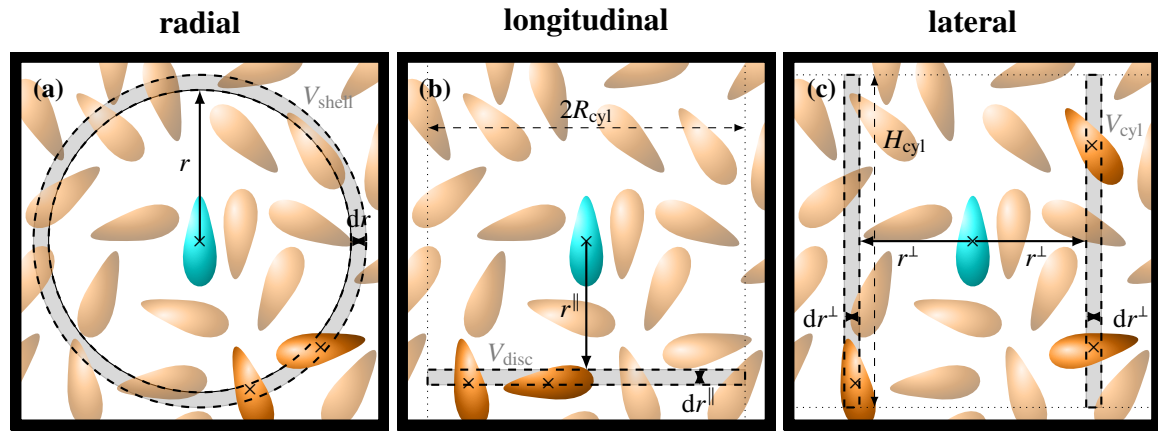 radial longitudinal lateral
(a) (b) (c)
V_shell 2R_cyl V_cyl
r H_cyl
dr
r^∥ r^⊥ r^⊥
V_disc dr^⊥ dr^⊥
dr^∥